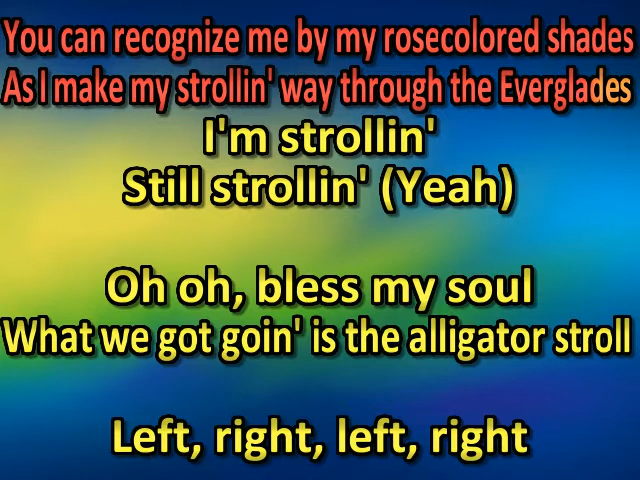 You can recognize me by my rosecolored shades
As I make my strollin' way through the Everglades
I'm strollin'
Still strollin' (Yeah)
Oh oh, bless my soul
What we got goin' is the alligator stroll
Left, right, left, right